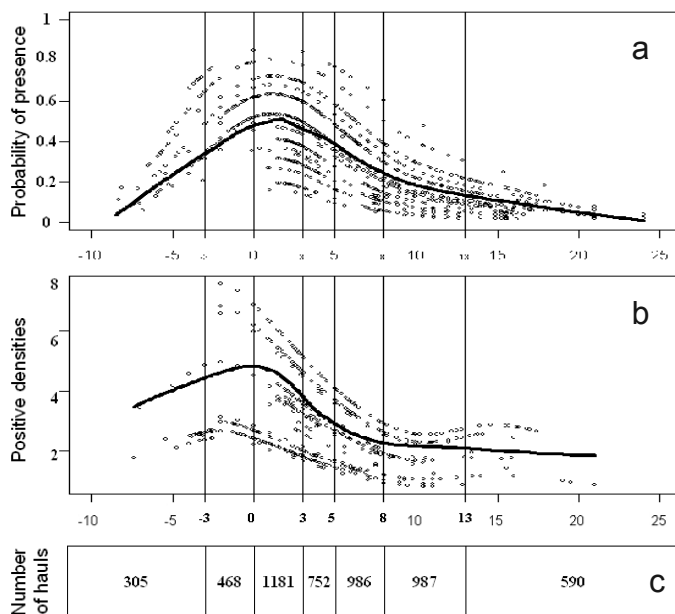 a
Probability of presence
1
0.8
0.6
0.4
0.2
0
-10 -5 0 5 10 15 20 25
b
Positive densities
8
6
4
2
-10 -5 -3 0 3 5 8 10 13 15 20 25
Number of hauls
305 468 1181 752 986 987 590
c